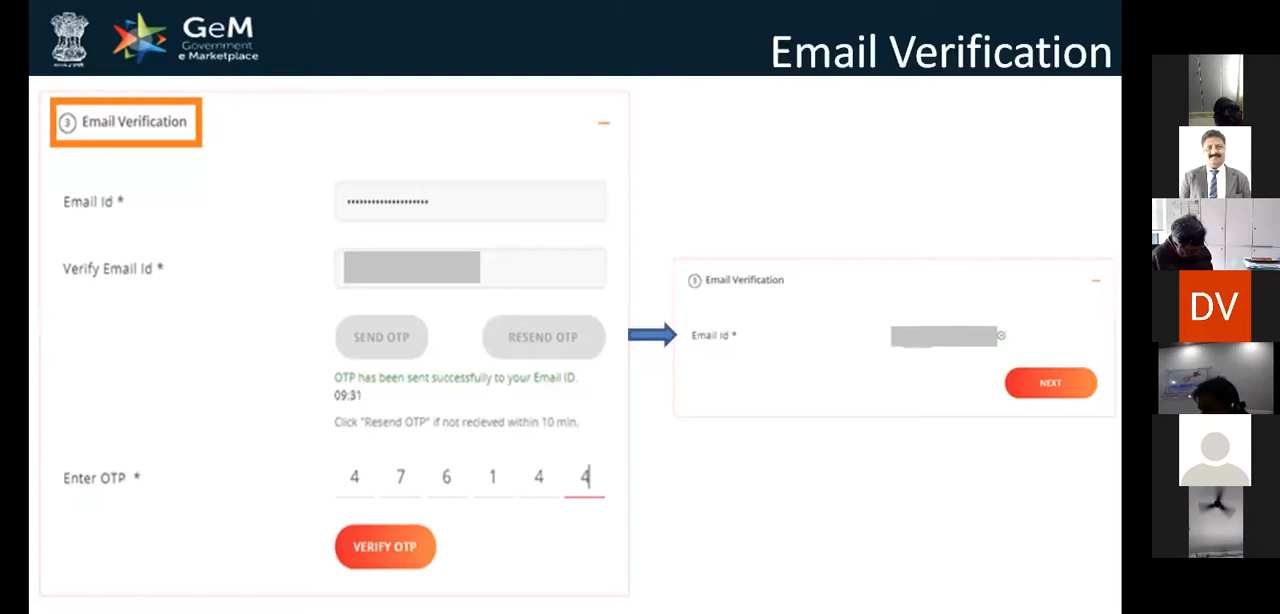 GeM
Government
e Marketplace
Email Verification
3 Email Verification
Email Id *
Verify Email Id *
SEND OTP
RESEND OTP
OTP has been sent successfully to your Email ID.
09:31
Click "Resend OTP" if not recieved within 10 min.
Enter OTP *
4 7 6 1 4 4
VERIFY OTP
3 Email Verification
Email Id *
NEXT
DV